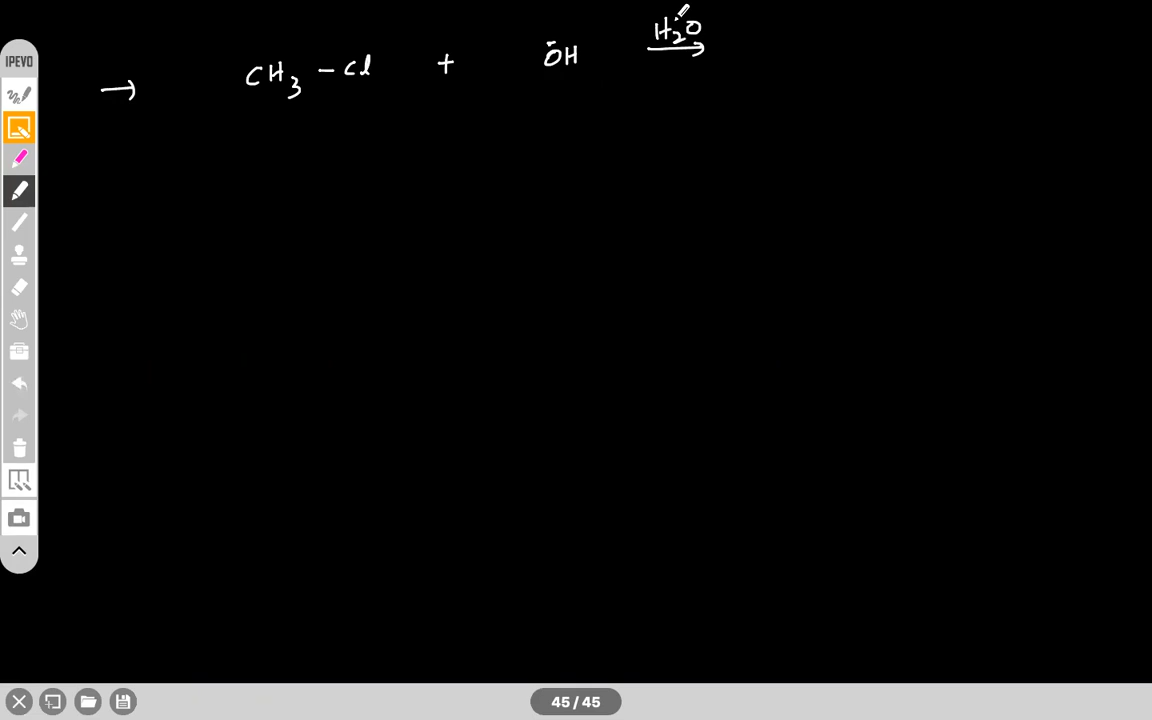 IPEVO
H₂O
→ CH₃ – Cl + ŌH →
45 / 45